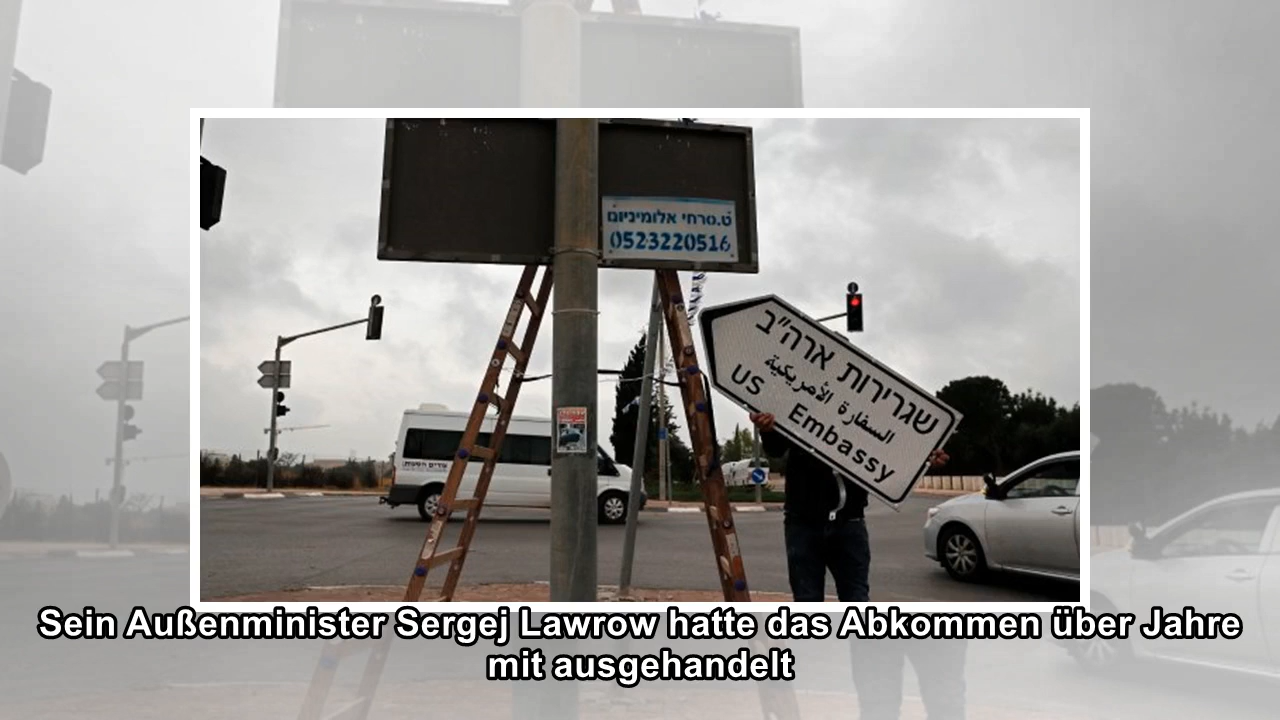 ט.סרחי אלומיניום
0523220516
שגרירות ארה"ב
السفارة الأمريكية
US Embassy
Sein Außenminister Sergej Lawrow hatte das Abkommen über Jahre
mit ausgehandelt